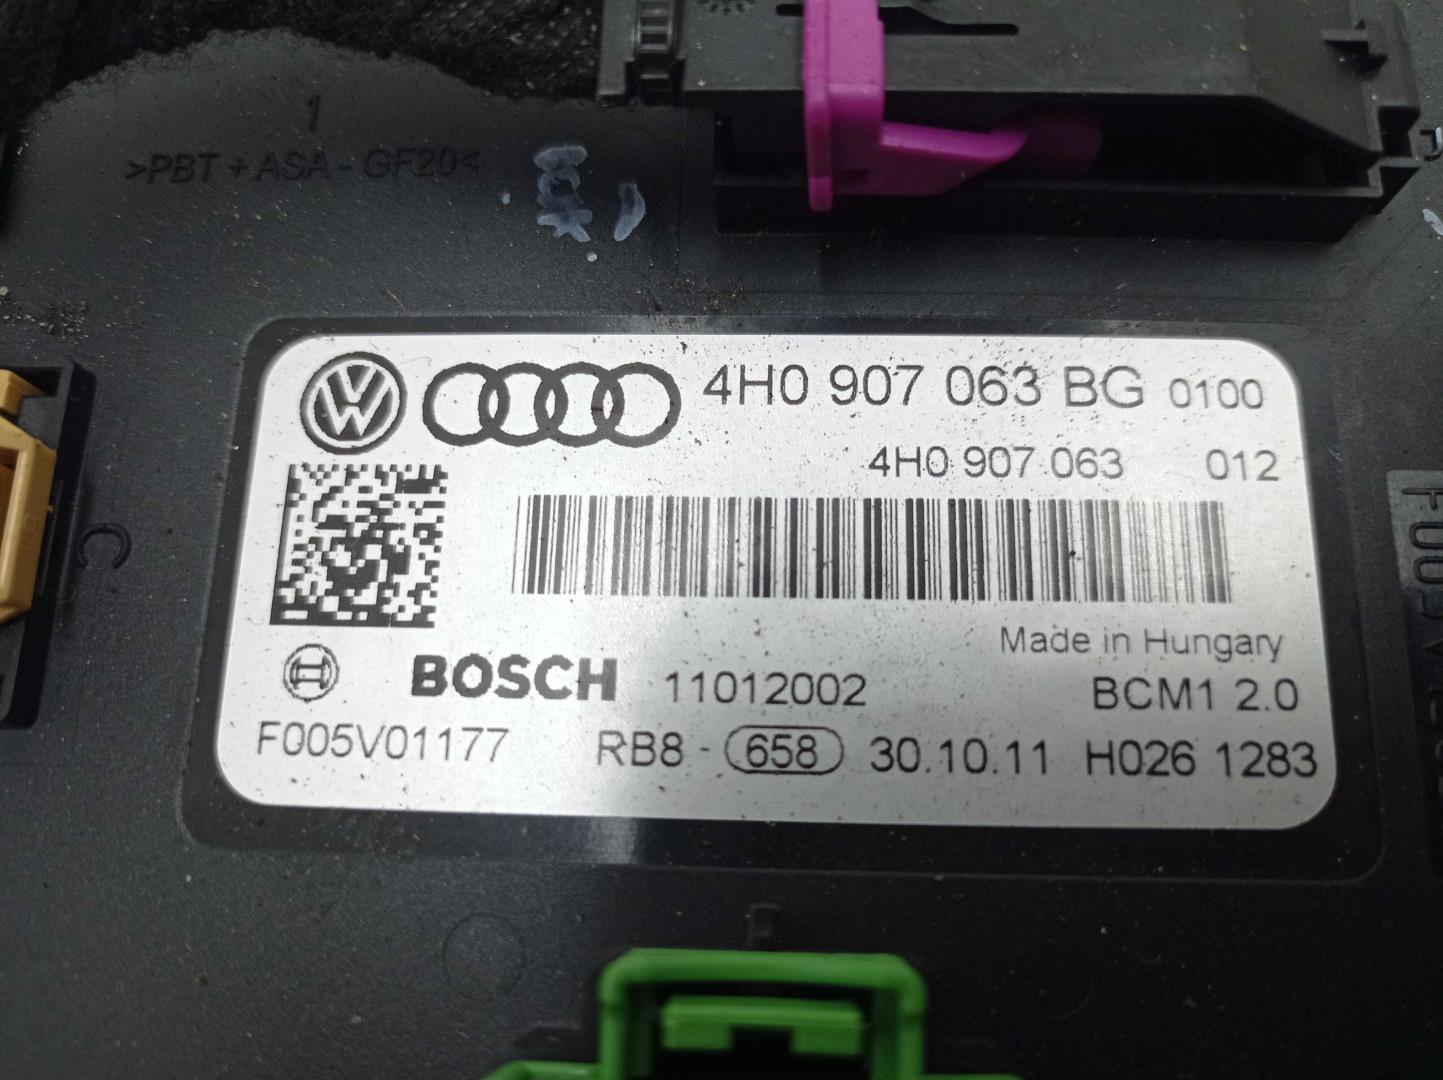 1
>PBT + ASA - GF20<
4H0 907 063 BG 0100
4H0 907 063 012
Made in Hungary
BOSCH 11012002 BCM1 2.0
F005V01177 RB8 - 658 30.10.11 H026 1283
C